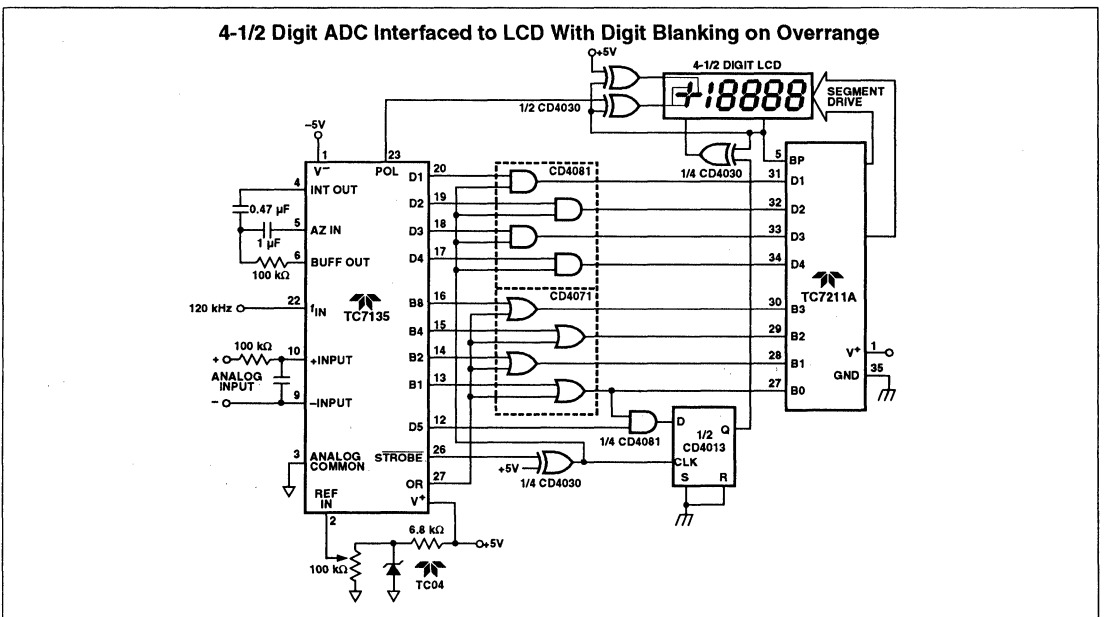 4-1/2 Digit ADC Interfaced to LCD With Digit Blanking on Overrange
+5V
4-1/2 DIGIT LCD
+18888
SEGMENT
DRIVE
1/2 CD4030
1/4 CD4030
–5V
1
23
V–
POL
4
INT OUT
0.47 µF
5
AZ IN
1 µF
6
BUFF OUT
100 kΩ
120 kHz
22
fIN
TC7135
100 kΩ
+
10
+INPUT
ANALOG
INPUT
–
9
–INPUT
3
ANALOG
COMMON
REF
IN
2
D1
20
D2
19
D3
18
D4
17
B8
16
B4
15
B2
14
B1
13
D5
12
STROBE
26
OR
27
V+
CD4081
CD4071
1/4 CD4081
+5V
1/4 CD4030
D
Q
1/2
CD4013
CLK
S
R
5
BP
31
D1
32
D2
33
D3
34
D4
TC7211A
30
B3
29
B2
28
B1
27
B0
V+
1
GND
35
6.8 kΩ
+5V
100 kΩ
TC04